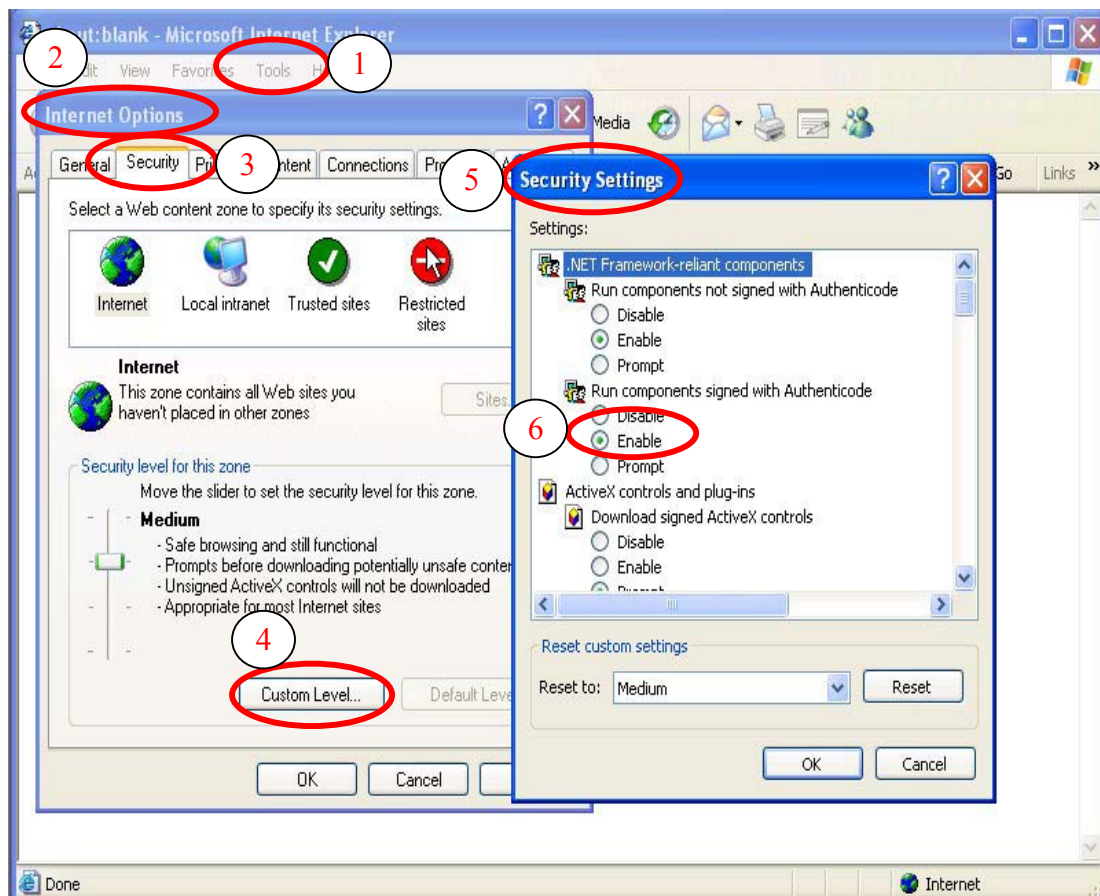 :blank - Microsoft Internet Explorer
2
1
View Favorites Tools
Internet Options
Media
3
General Security Connections
5
Security Settings
Go Links »
Select a Web content zone to specify its security settings.
Settings:
Internet
Local intranet
Trusted sites
Restricted
sites
.NET Framework-reliant components
Run components not signed with Authenticode
Disable
Enable
Prompt
Internet
This zone contains all Web sites you
haven't placed in other zones
Sites
Run components signed with Authenticode
Disable
6
Enable
Prompt
Security level for this zone
Move the slider to set the security level for this zone.
Medium
- Safe browsing and still functional
- Prompts before downloading potentially unsafe conter
- Unsigned ActiveX controls will not be downloaded
- Appropriate for most Internet sites
ActiveX controls and plug-ins
Download signed ActiveX controls
Disable
Enable
Prompt
4
Custom Level...
Default Leve
Reset custom settings
Reset to: Medium
Reset
OK
Cancel
OK
Cancel
Done
Internet